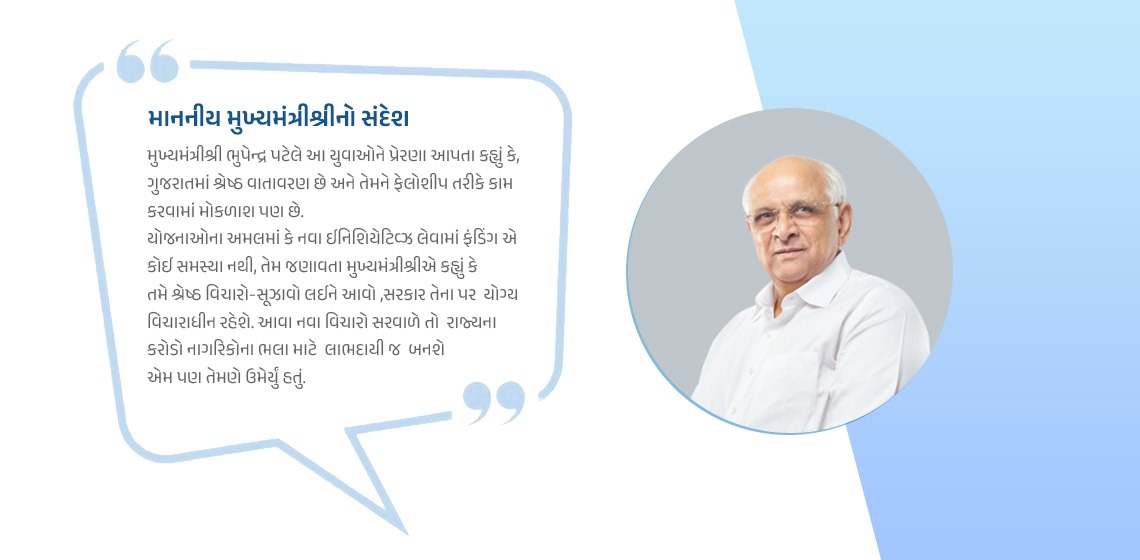 માનનીય મુખ્યમંત્રીશ્રીનો સંદેશ
મુખ્યમંત્રીશ્રી ભુપેન્દ્ર પટેલે આ યુવાઓને પ્રેરણા આપતા કહ્યું કે,
ગુજરાતમાં શ્રેષ્ઠ વાતાવરણ છે અને તેમને ફેલોશીપ તરીકે કામ
કરવામાં મોકળાશ પણ છે.
યોજનાઓના અમલમાં કે નવા ઈનિશિયેટિવ્ઝ લેવામાં ફંડિંગ એ
કોઈ સમસ્યા નથી, તેમ જણાવતા મુખ્યમંત્રીશ્રીએ કહ્યું કે
તમે શ્રેષ્ઠ વિચારો-સૂઝાવો લઈને આવો ,સરકાર તેના પર યોગ્ય
વિચારાધીન રહેશે. આવા નવા વિચારો સરવાળે તો રાજ્યના
કરોડો નાગરિકોના ભલા માટે લાભદાયી જ બનશે
એમ પણ તેમણે ઉમેર્યું હતું.